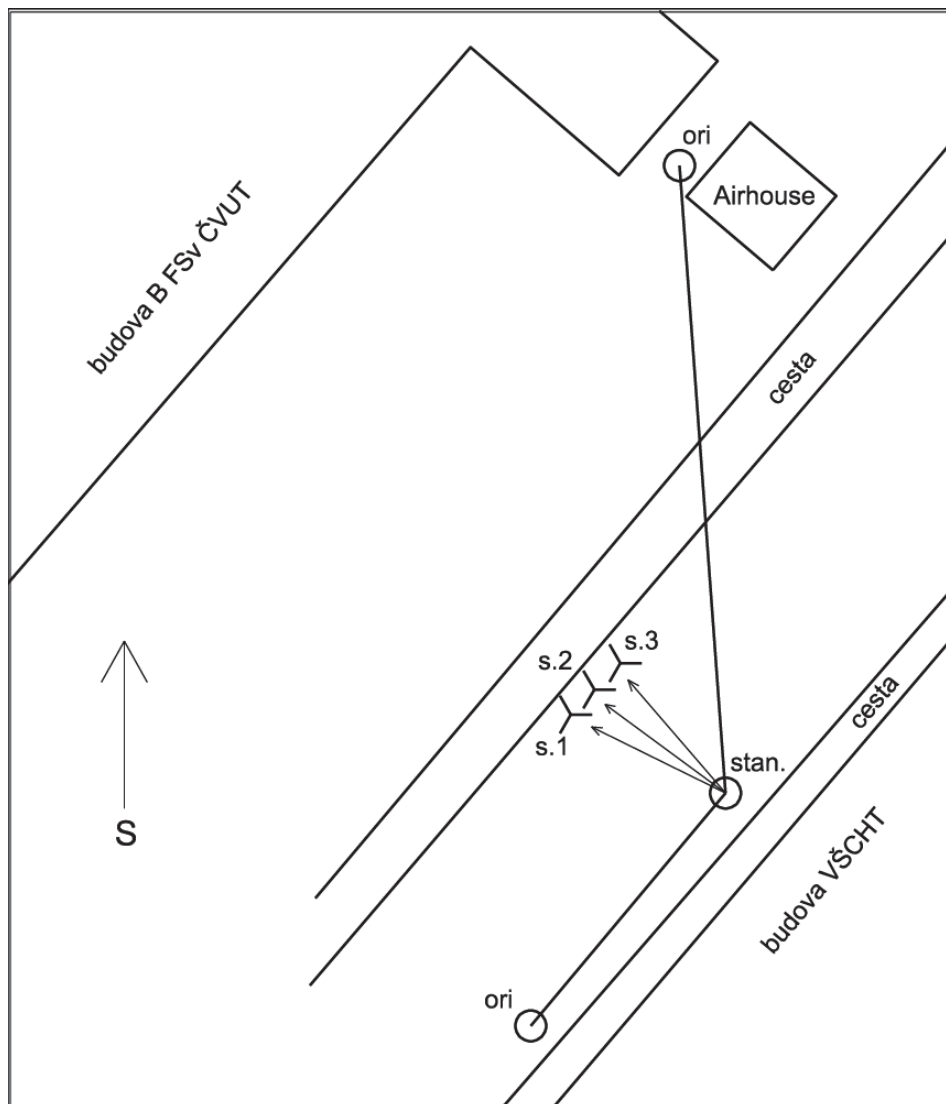 ori
Airhouse
budova B FSv ČVUT
cesta
s.3
s.2
s.1
cesta
stan.
S
budova VŠCHT
ori